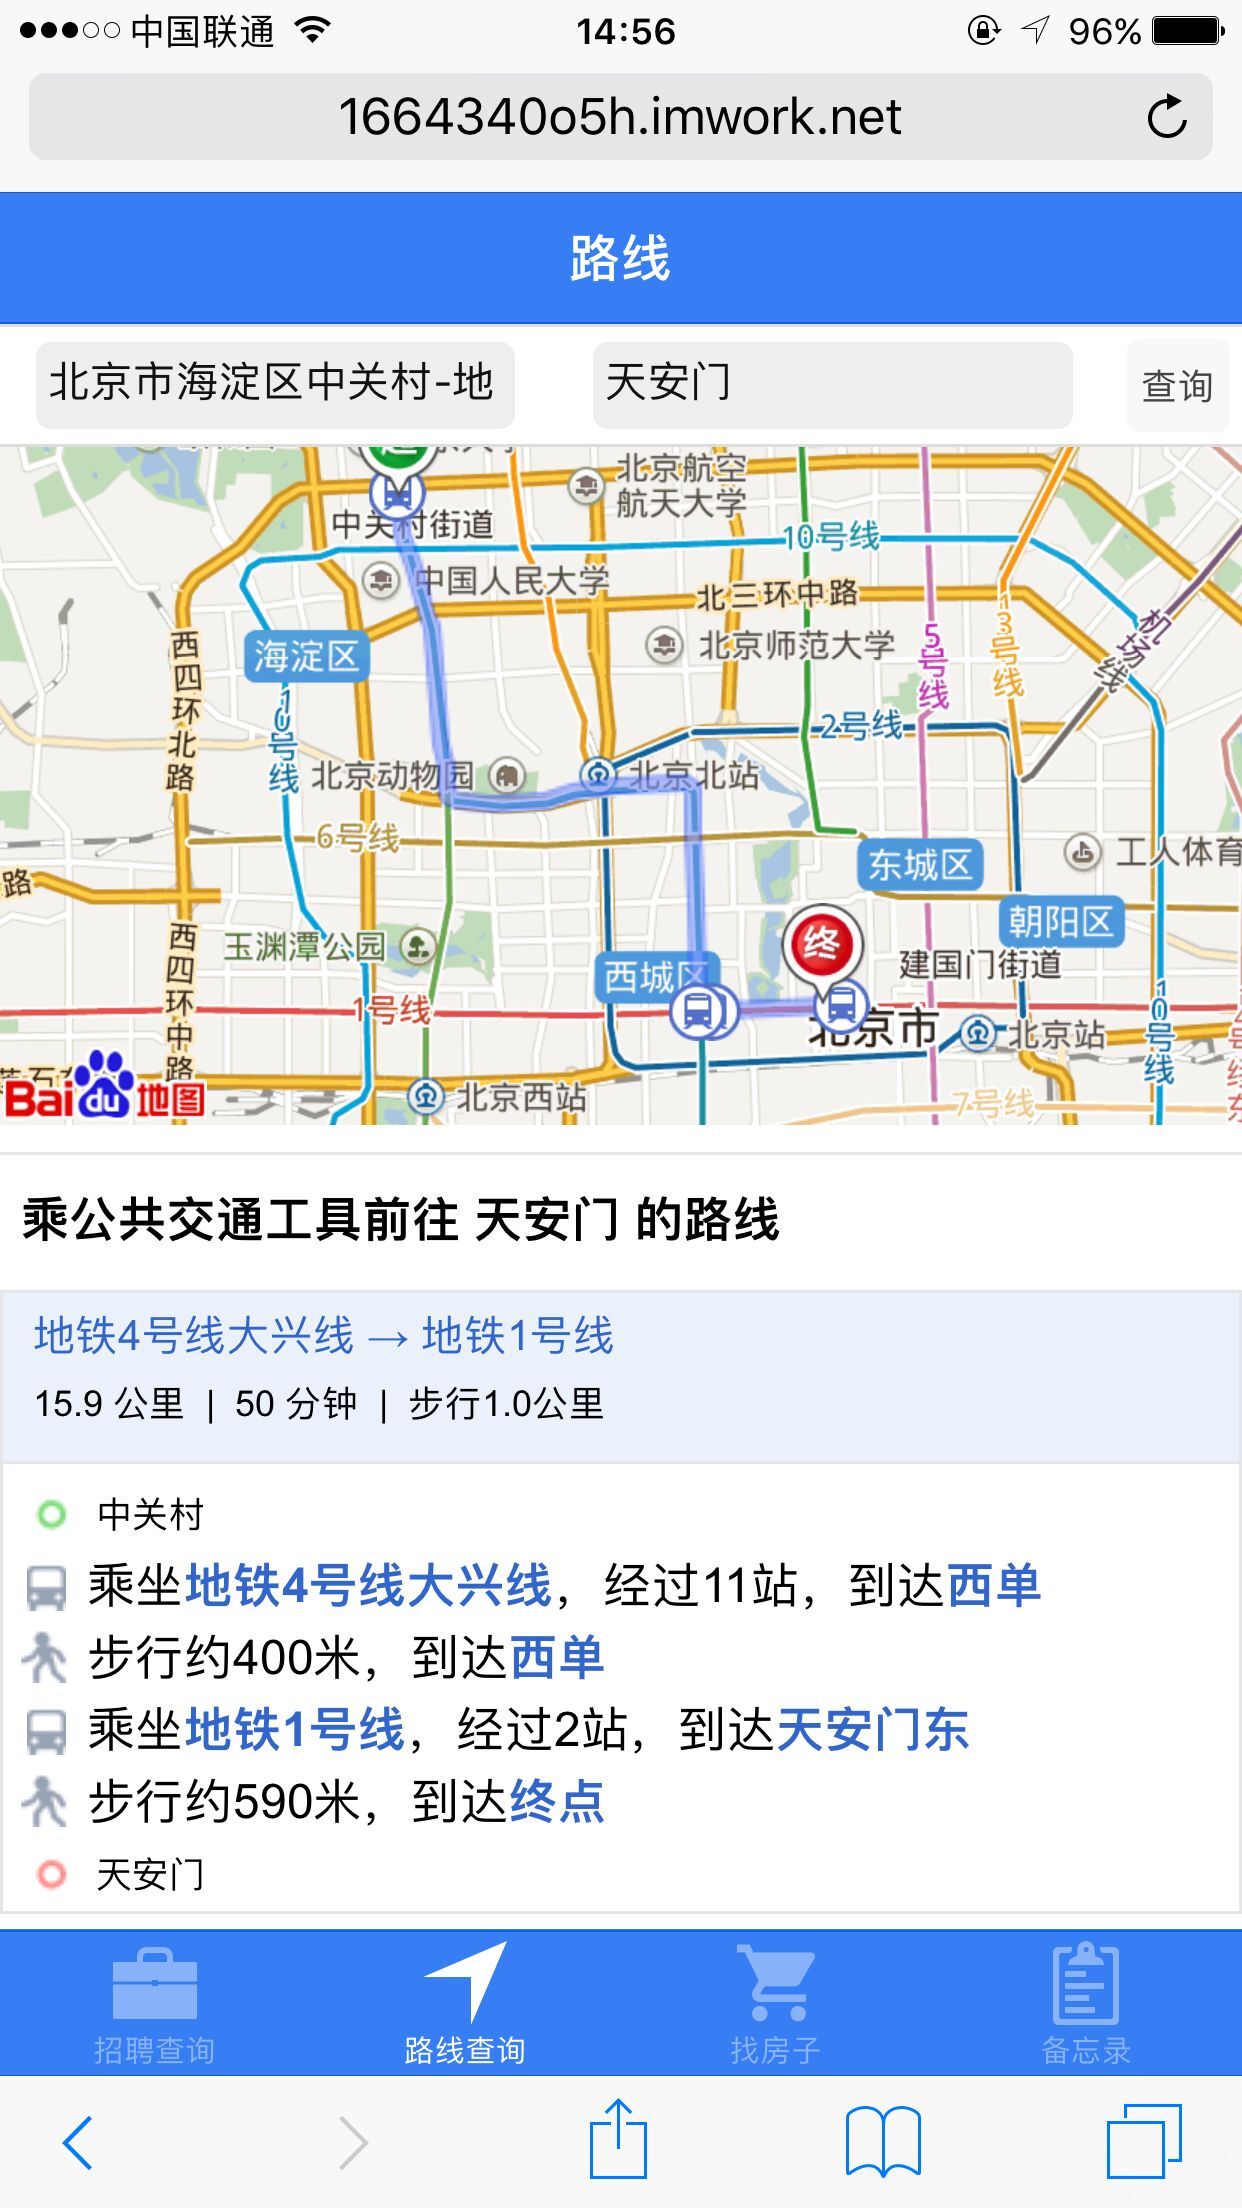 中国联通
14:56
96%
1664340o5h.imwork.net
路线
北京市海淀区中关村-地
天安门
查询
北京航空
航天大学
中关村街道
10号线
中国人民大学
北三环中路
北京师范大学
5号线
13号线
机场线
海淀区
西四环北路
10号线
2号线
北京动物园
北京北站
6号线
东城区
工人体育
路
朝阳区
玉渊潭公园
西四环中路
终
西城区
建国门街道
1号线
北京市
北京站
10号线
Baidu地图
北京西站
7号线
乘公共交通工具前往 天安门 的路线
地铁4号线大兴线 → 地铁1号线
15.9 公里 | 50 分钟 | 步行1.0公里
中关村
乘坐地铁4号线大兴线，经过11站，到达西单
步行约400米，到达西单
乘坐地铁1号线，经过2站，到达天安门东
步行约590米，到达终点
天安门
招聘查询
路线查询
找房子
备忘录